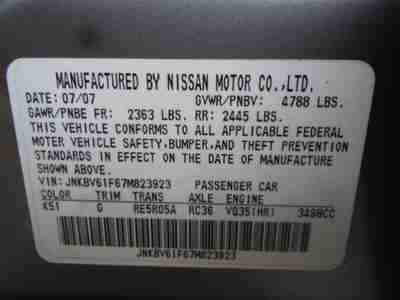 MANUFACTURED BY NISSAN MOTOR CO.,LTD.
DATE: 07/07 GVWR/PNBV: 4788 LBS.
GAWR/PNBE FR: 2363 LBS. RR: 2445 LBS.
THIS VEHICLE CONFORMS TO ALL APPLICABLE FEDERAL
MOTOR VEHICLE SAFETY,BUMPER,AND THEFT PREVENTION
STANDARDS IN EFFECT ON THE DATE OF MANUFACTURE
SHOWN ABOVE.
VIN: JNKBV61F67M823923 PASSENGER CAR
COLOR TRIM TRANS AXLE ENGINE
K51 G RE5R05A RC36 VQ35(HR) 3498CC
JNKBV61F67M823923